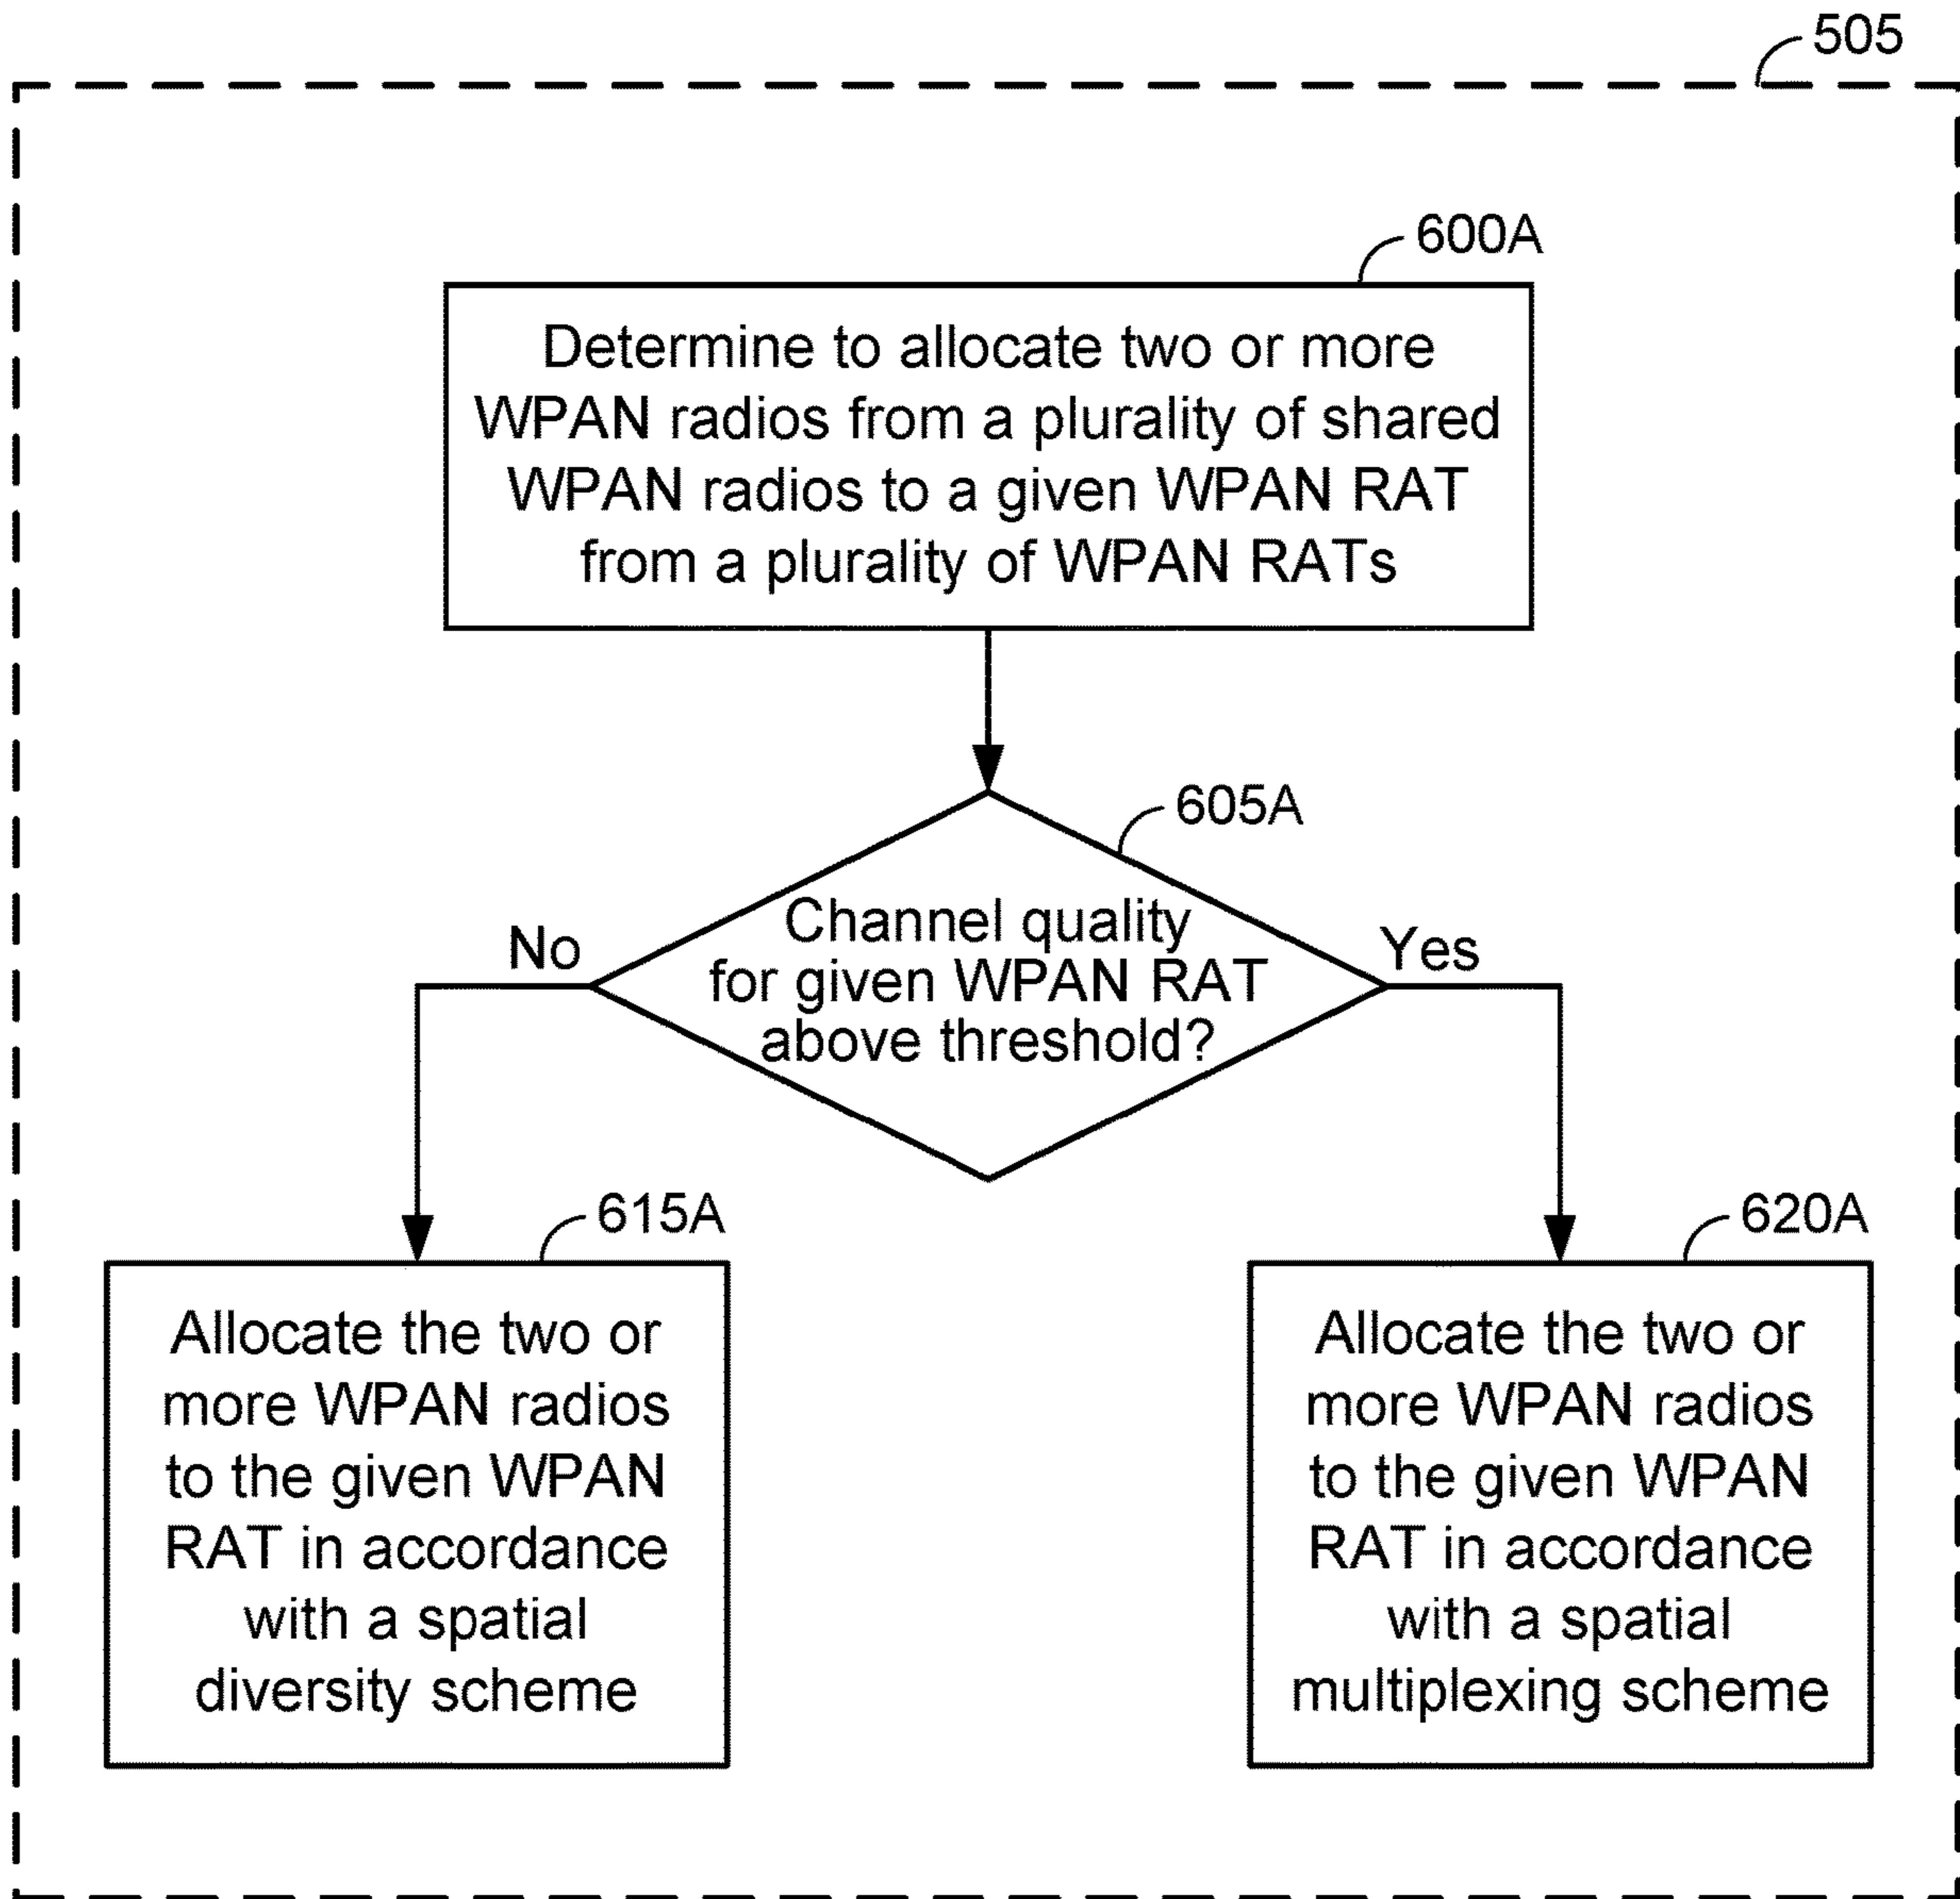 505
600A
Determine to allocate two or more
WPAN radios from a plurality of shared
WPAN radios to a given WPAN RAT
from a plurality of WPAN RATs
605A
Channel quality
for given WPAN RAT
above threshold?
No
Yes
615A
Allocate the two or
more WPAN radios
to the given WPAN
RAT in accordance
with a spatial
diversity scheme
620A
Allocate the two or
more WPAN radios
to the given WPAN
RAT in accordance
with a spatial
multiplexing scheme